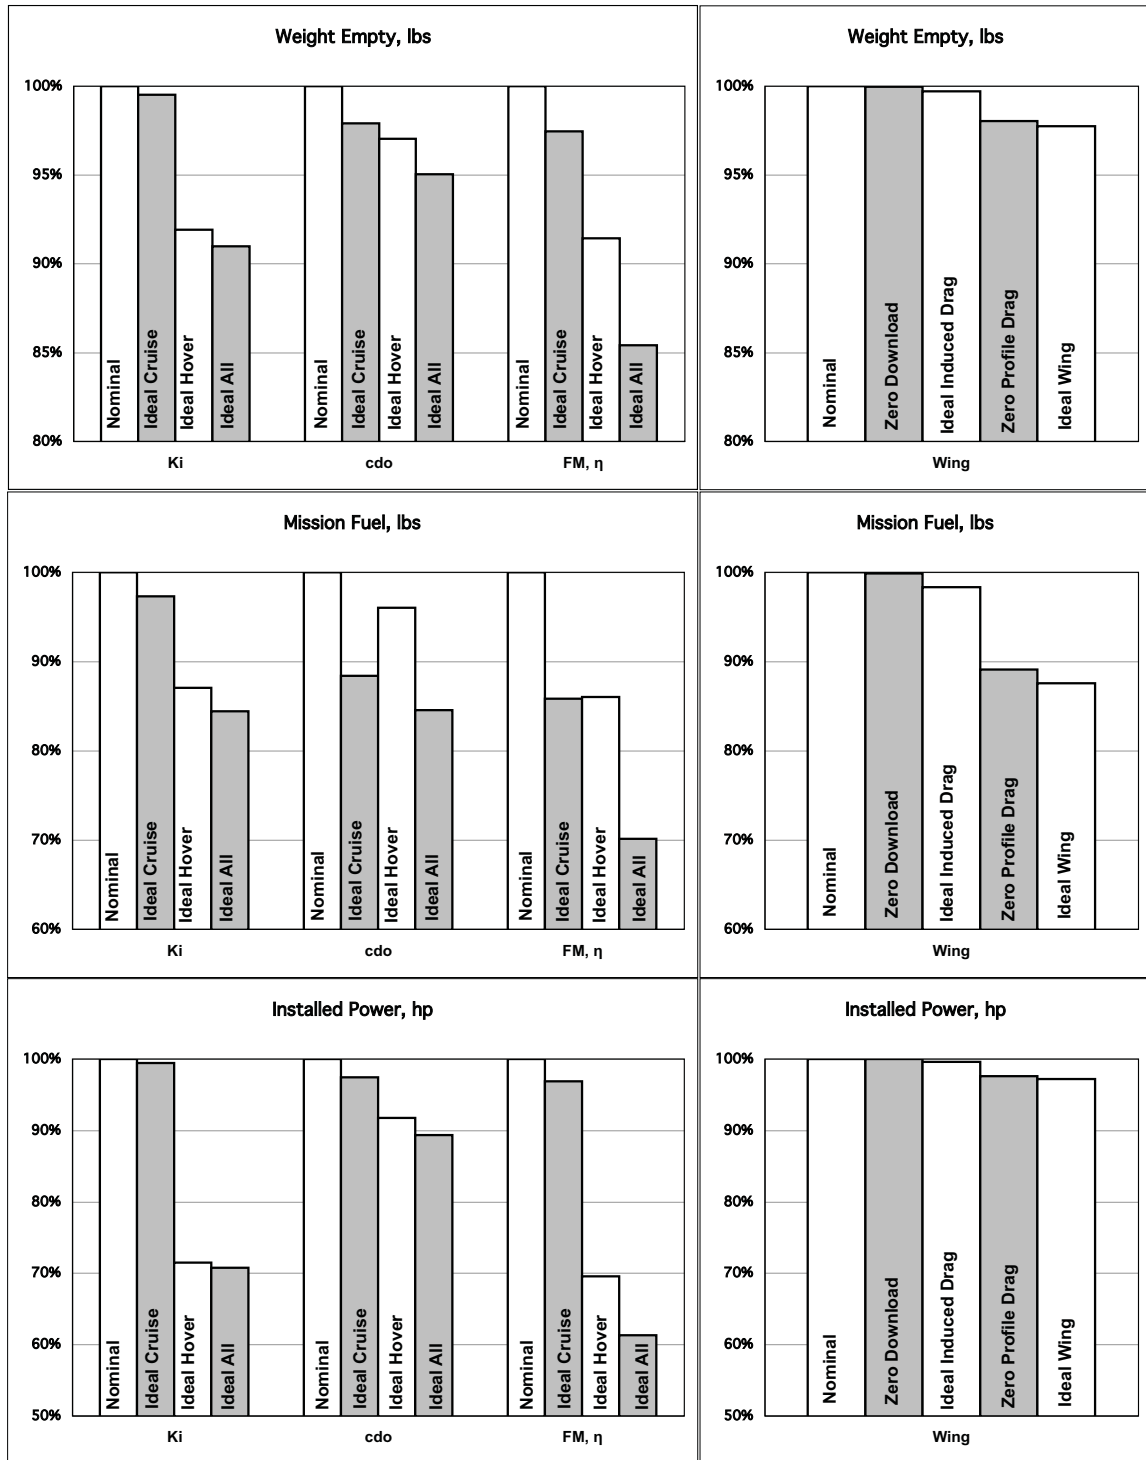 Weight Empty, lbs
100%
95%
90%
85%
80%
Nominal
Ideal Cruise
Ideal Hover
Ideal All
Nominal
Ideal Cruise
Ideal Hover
Ideal All
Nominal
Ideal Cruise
Ideal Hover
Ideal All
Ki
cdo
FM, η
Weight Empty, lbs
100%
95%
90%
85%
80%
Nominal
Zero Download
Ideal Induced Drag
Zero Profile Drag
Ideal Wing
Wing
Mission Fuel, lbs
100%
90%
80%
70%
60%
Nominal
Ideal Cruise
Ideal Hover
Ideal All
Nominal
Ideal Cruise
Ideal Hover
Ideal All
Nominal
Ideal Cruise
Ideal Hover
Ideal All
Ki
cdo
FM, η
Mission Fuel, lbs
100%
90%
80%
70%
60%
Nominal
Zero Download
Ideal Induced Drag
Zero Profile Drag
Ideal Wing
Wing
Installed Power, hp
100%
90%
80%
70%
60%
50%
Nominal
Ideal Cruise
Ideal Hover
Ideal All
Nominal
Ideal Cruise
Ideal Hover
Ideal All
Nominal
Ideal Cruise
Ideal Hover
Ideal All
Ki
cdo
FM, η
Installed Power, hp
100%
90%
80%
70%
60%
50%
Nominal
Zero Download
Ideal Induced Drag
Zero Profile Drag
Ideal Wing
Wing